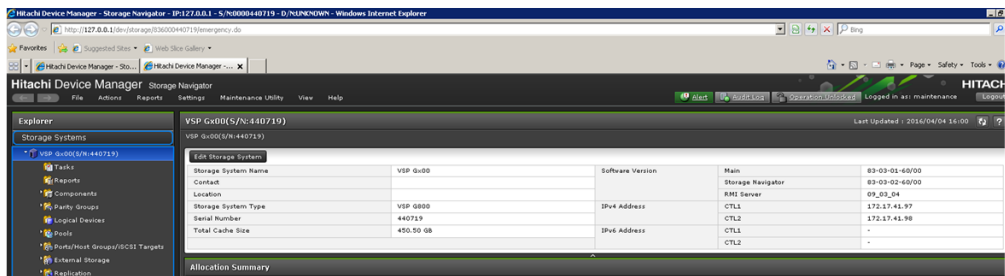 Hitachi Device Manager - Storage Navigator - IP:127.0.0.1 - S/N:0000440719 - D/N:UNKNOWN - Windows Internet Explorer
http://127.0.0.1/dev/storage/836000440719/emergency.do
Bing
Favorites Suggested Sites Web Slice Gallery
Hitachi Device Manager - Sto... Hitachi Device Manager -... X Page Safety Tools
Hitachi Device Manager Storage Navigator HITACH
File Actions Reports Settings Maintenance Utility View Help Alert Audit Log Operation Unlocked Logged in as: maintenance Logout
Explorer VSP Gx00(S/N:440719) Last Updated : 2016/04/04 16:00 ?
Storage Systems VSP Gx00(S/N:440719)
VSP Gx00(S/N:440719) Edit Storage System
Tasks Storage System Name VSP Gx00 Software Version Main 83-03-01-60/00
Reports Contact Storage Navigator 83-03-02-60/00
Components Location RMI Server 09_03_04
Parity Groups Storage System Type VSP G800 IPv4 Address CTL1 172.17.41.97
Logical Devices Serial Number 440719 CTL2 172.17.41.98
Pools Total Cache Size 450.50 GB IPv6 Address CTL1 -
Ports/Host Groups/iSCSI Targets CTL2 -
External Storage
Replication Allocation Summary